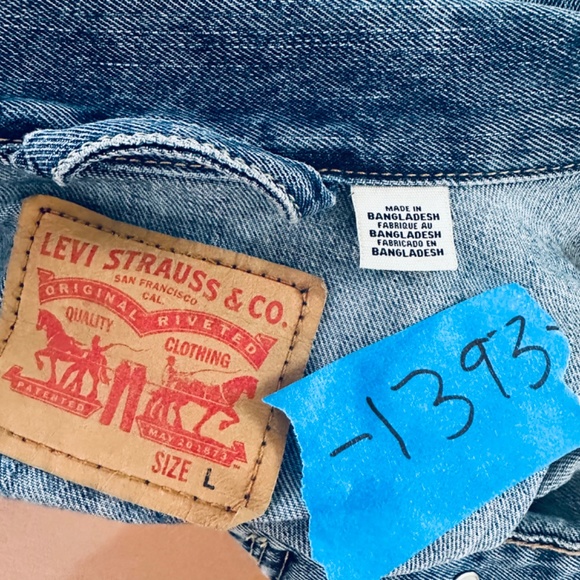 LEVI STRAUSS & CO.
SAN FRANCISCO
CAL.
ORIGINAL RIVETED
QUALITY
CLOTHING
PATENTED
MAY 20 1873
SIZE L
MADE IN
BANGLADESH
FABRIQUE AU
BANGLADESH
FABRICADO EN
BANGLADESH
-1393-